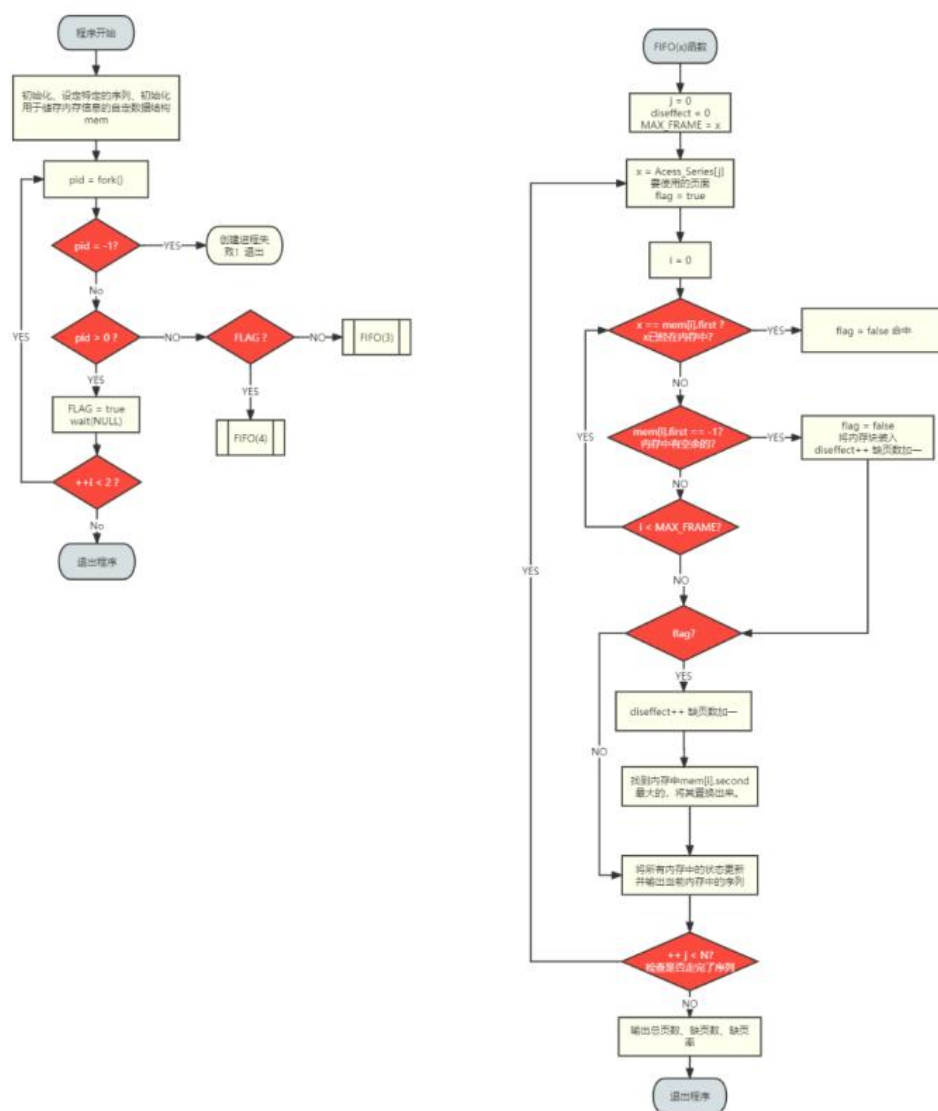 程序开始
初始化、设定特定的序列、初始化
用于储存内存信息的自定数据结构
mem
pid = fork()
pid = -1?
YES
创建进程失
败！退出
No
pid > 0 ?
NO
FLAG ?
NO
FIFO(3)
YES
YES
YES
FLAG = true
wait(NULL)
FIFO(4)
++i < 2 ?
No
退出程序
FIFO(x)函数
j = 0
diseffect = 0
MAX_FRAME = x
x = Acess_Series[j]
要使用的页面
flag = true
i = 0
x == mem[i].first ?
x已经在内存中?
YES
flag = false 命中
NO
mem[i].first == -1?
内存中有空余的?
YES
flag = false
将内存块装入
diseffect++ 缺页数加一
YES
NO
i < MAX_FRAME?
YES
NO
flag?
YES
diseffect++ 缺页数加一
NO
找到内存中mem[i].second
最大的，将其置换出来。
将所有内存中的状态更新
并输出当前内存中的序列
++ j < N?
检查是否走完了序列
NO
输出总页数、缺页数、缺页
率
退出程序